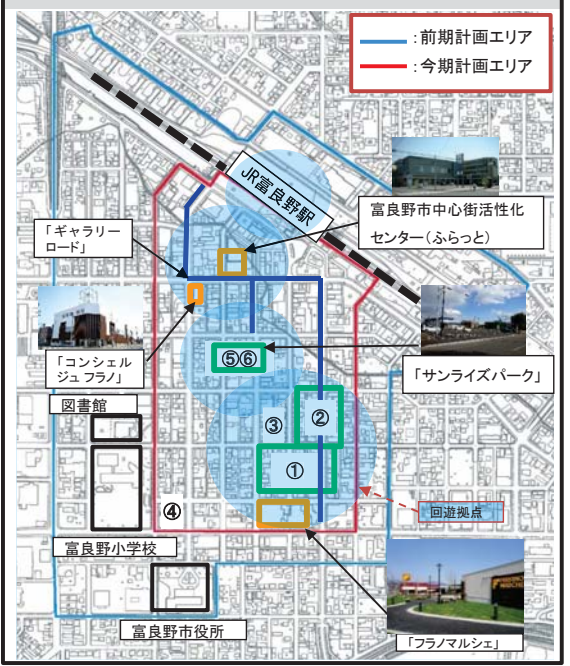 :前期計画エリア
:今期計画エリア
JR富良野駅
富良野市中心街活性化
センター(ふらっと)
「ギャラリー
ロード」
「コンシェル
ジュ フラノ」
「サンライズパーク」
図書館
⑤⑥
②
③
①
④
回遊拠点
富良野小学校
富良野市役所
「フラノマルシェ」